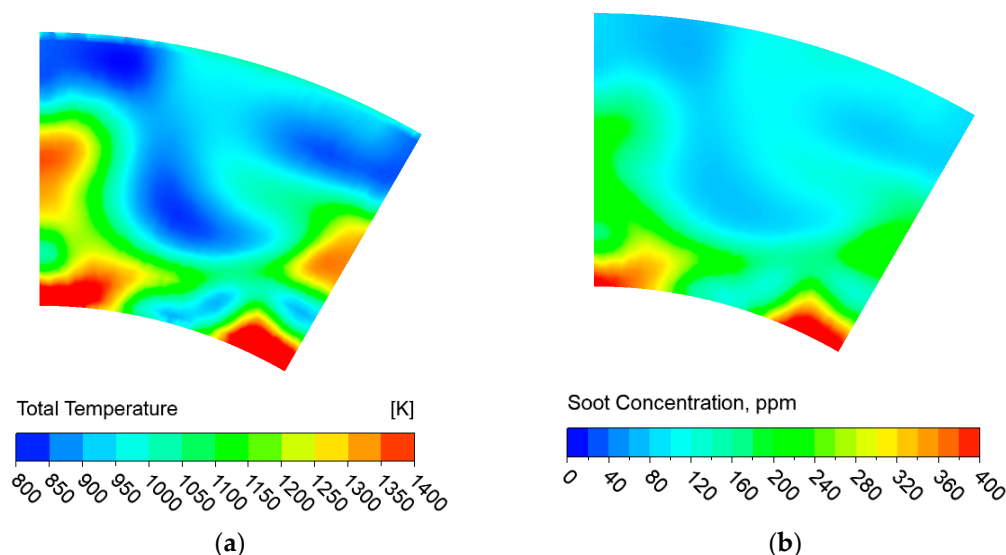 Total Temperature [K]
800 850 900 950 1000 1050 1100 1150 1200 1250 1300 1350 1400
(a)
Soot Concentration, ppm
0 40 80 120 160 200 240 280 320 360 400
(b)